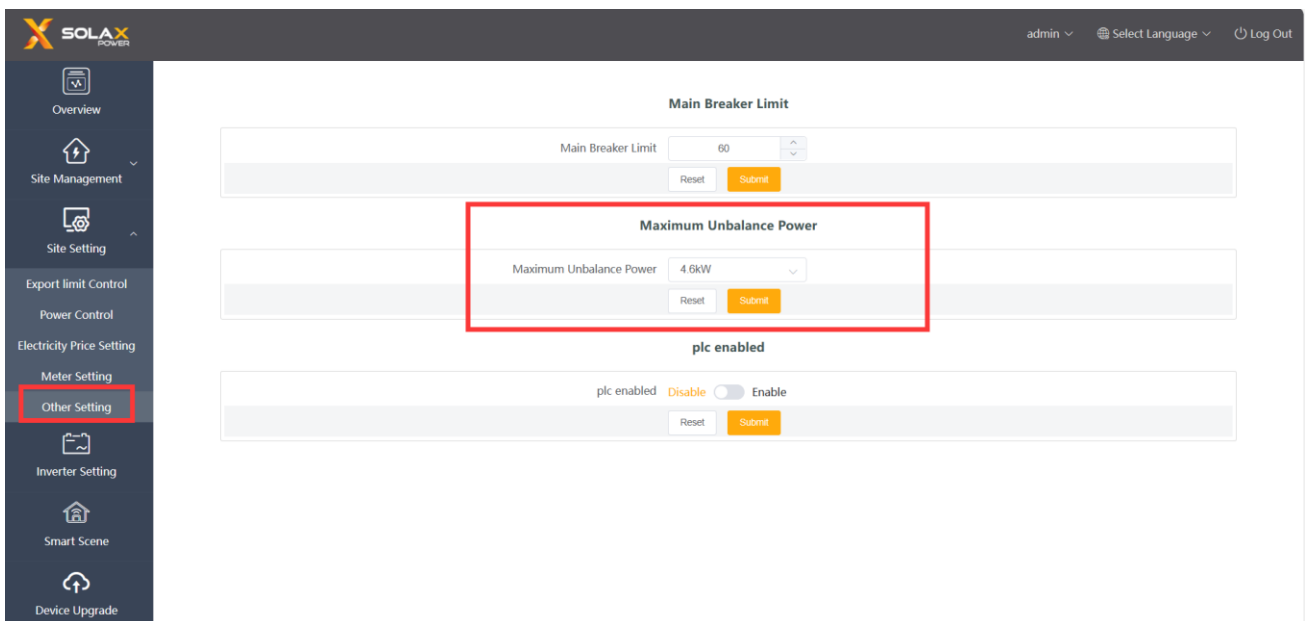 SOLAX
POWER
admin
Select Language
Log Out
Overview
Site Management
Site Setting
Export limit Control
Power Control
Electricity Price Setting
Meter Setting
Other Setting
Inverter Setting
Smart Scene
Device Upgrade
Main Breaker Limit
Main Breaker Limit 60
Reset Submit
Maximum Unbalance Power
Maximum Unbalance Power 4.6kW
Reset Submit
plc enabled
plc enabled Disable Enable
Reset Submit